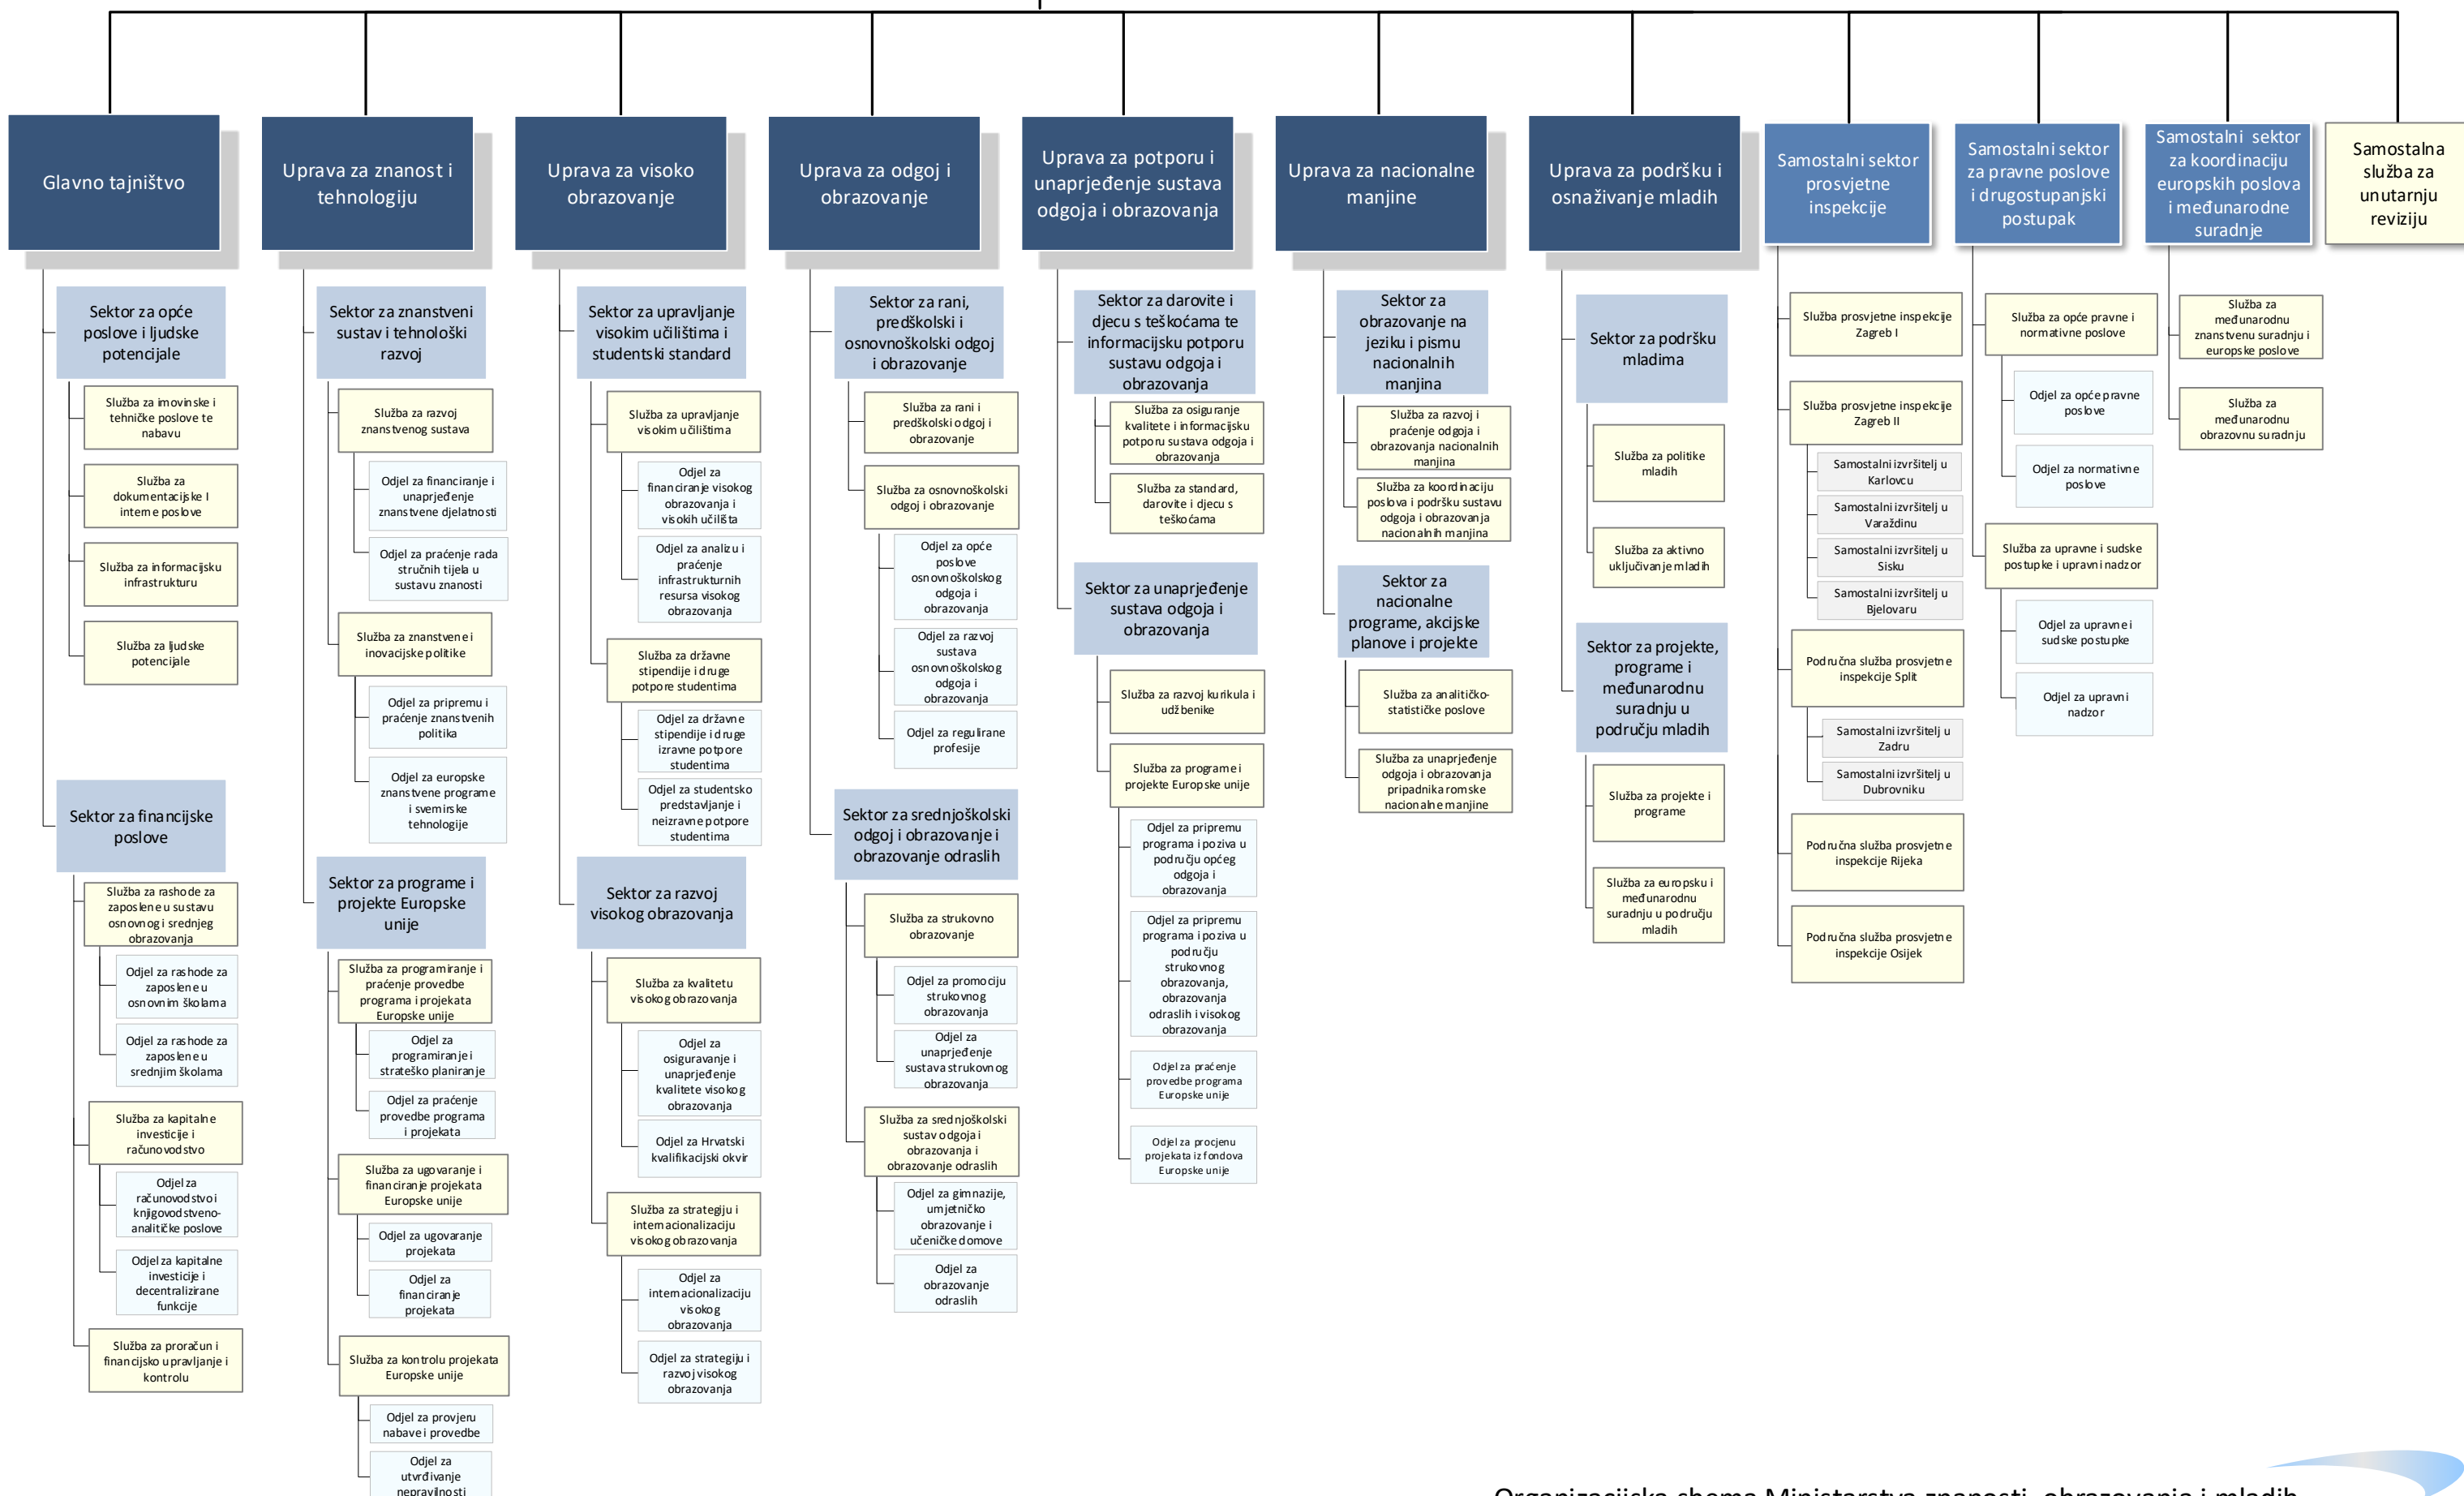 Glavno tajništvo
Sektor za opće
poslove i ljudske
potencijale
Služba za imovinske i
tehničke poslove te
nabavu
Služba za
dokumentacijske I
interne poslove
Služba za informacijsku
infrastrukturu
Služba za ljudske
potencijale
Sektor za financijske
poslove
Služba za rashode za
zaposlene u sustavu
osnovnog i srednjeg
obrazovanja
Odjel za rashode za
zaposlene u
osnovnim školama
Odjel za rashode za
zaposlene u
srednjim školama
Služba za kapitalne
investicije i
računovodstvo
Odjel za
računovodstvo i
knjigovodstveno-
analitičke poslove
Odjel za kapitalne
investicije i
decentralizirane
funkcije
Služba za proračun i
financijsko upravljanje i
kontrolu
Uprava za znanost i
tehnologiju
Sektor za znanstveni
sustav i tehnološki
razvoj
Služba za razvoj
znanstvenog sustava
Odjel za financiranje i
unaprjeđenje
znanstvene djelatnosti
Odjel za praćenje rada
stručnih tijela u
sustavu znanosti
Služba za znanstvene i
inovacijske politike
Odjel za pripremu i
praćenje znanstvenih
politika
Odjel za europske
znanstvene programe
i svemirske
tehnologije
Sektor za programe i
projekte Europske
unije
Služba za programiranje i
praćenje provedbe
programa i projekata
Europske unije
Odjel za
programiranje i
strateško planiranje
Odjel za praćenje
provedbe programa
i projekata
Služba za ugovaranje i
financiranje projekata
Europske unije
Odjel za ugovaranje
projekata
Odjel za
financiranje
projekata
Služba za kontrolu projekata
Europske unije
Odjel za provjeru
nabave i provedbe
Odjel za
utvrđivanje
nepravilnosti
Uprava za visoko
obrazovanje
Sektor za upravljanje
visokim učilištima i
studentski standard
Služba za upravljanje
visokim učilištima
Odjel za
financiranje visokog
obrazovanja i
visokih učilišta
Odjel za analizu i
praćenje
infrastrukturnih
resursa visokog
obrazovanja
Služba za državne
stipendije i druge
potpore studentima
Odjel za državne
stipendije i druge
izravne potpore
studentima
Odjel za studentsko
predstavljanje i
neizravne potpore
studentima
Sektor za razvoj
visokog obrazovanja
Služba za kvalitetu
visokog obrazovanja
Odjel za
osiguravanje i
unaprjeđenje
kvalitete visokog
obrazovanja
Odjel za Hrvatski
kvalifikacijski okvir
Služba za strategiju i
internacionalizaciju
visokog obrazovanja
Odjel za
internacionalizaciju
visokog
obrazovanja
Odjel za strategiju i
razvoj visokog
obrazovanja
Uprava za odgoj i
obrazovanje
Sektor za rani,
predškolski i
osnovnoškolski odgoj
i obrazovanje
Služba za rani i
predškolski odgoj i
obrazovanje
Služba za osnovnoškolski
odgoj i obrazovanje
Odjel za opće
poslove
osnovnoškolskog
odgoja i
obrazovanja
Odjel za razvoj
sustava
osnovnoškolskog
odgoja i
obrazovanja
Odjel za regulirane
profesije
Sektor za srednjoškolski
odgoj i obrazovanje i
obrazovanje odraslih
Služba za strukovno
obrazovanje
Odjel za promociju
strukovnog
obrazovanja
Odjel za
unaprjeđenje
sustava strukovnog
obrazovanja
Služba za srednjoškolski
sustav odgoja i
obrazovanja i
obrazovanje odraslih
Odjel za gimnazije,
umjetničko
obrazovanje i
učeničke domove
Odjel za
obrazovanje
odraslih
Uprava za potporu i
unaprjeđenje sustava
odgoja i obrazovanja
Sektor za darovite i
djecu s teškoćama te
informacijsku potporu
sustavu odgoja i
obrazovanja
Služba za osiguranje
kvalitete i informacijsku
potporu sustava odgoja i
obrazovanja
Služba za standard,
darovite i djecu s
teškoćama
Sektor za unaprjeđenje
sustava odgoja i
obrazovanja
Služba za razvoj kurikula i
udžbenike
Služba za programe i
projekte Europske unije
Odjel za pripremu
programa i poziva u
području općeg
odgoja i
obrazovanja
Odjel za pripremu
programa i poziva u
području
strukovnog
obrazovanja,
obrazovanja
odraslih i visokog
obrazovanja
Odjel za praćenje
provedbe programa
Europske unije
Odjel za procjenu
projekata iz fondova
Europske unije
Uprava za nacionalne
manjine
Sektor za
obrazovanje na
jeziku i pismu
nacionalnih
manjina
Služba za razvoj i
praćenje odgoja i
obrazovanja nacionalnih
manjina
Služba za koordinaciju
poslova i podršku sustavu
odgoja i obrazovanja
nacionalnih manjina
Sektor za
nacionalne
programe, akcijske
planove i projekte
Služba za analitičko-
statističke poslove
Služba za unaprjeđenje
odgoja i obrazovanja
pripadnika romske
nacionalne manjine
Uprava za podršku i
osnaživanje mladih
Sektor za podršku
mladima
Služba za politike
mladih
Služba za aktivno
uključivanje mladih
Sektor za projekte,
programe i
međunarodnu
suradnju u
području mladih
Služba za projekte i
programe
Služba za europsku i
međunarodnu
suradnju u području
mladih
Samostalni sektor
prosvjetne
inspekcije
Služba prosvjetne inspekcije
Zagreb I
Služba prosvjetne inspekcije
Zagreb II
Samostalni izvršitelj u
Karlovcu
Samostalni izvršitelj u
Varaždinu
Samostalni izvršitelj u
Sisku
Samostalni izvršitelj u
Bjelovaru
Područna služba prosvjetne
inspekcije Split
Samostalni izvršitelj u
Zadru
Samostalni izvršitelj u
Dubrovniku
Područna služba prosvjetne
inspekcije Rijeka
Područna služba prosvjetne
inspekcije Osijek
Samostalni sektor
za pravne poslove
i drugostupanjski
postupak
Služba za opće pravne i
normativne poslove
Odjel za opće pravne
poslove
Odjel za normativne
poslove
Služba za upravne i sudske
postupke i upravni nadzor
Odjel za upravne i
sudske postupke
Odjel za upravni
nadzor
Samostalni sektor
za koordinaciju
europskih poslova
i međunarodne
suradnje
Služba za
međunarodnu
znanstvenu suradnju i
europske poslove
Služba za
međunarodnu
obrazovnu suradnju
Samostalna
služba za
unutarnju
reviziju
Organizacijska shema Ministarstva znanosti, obrazovanja i mladih